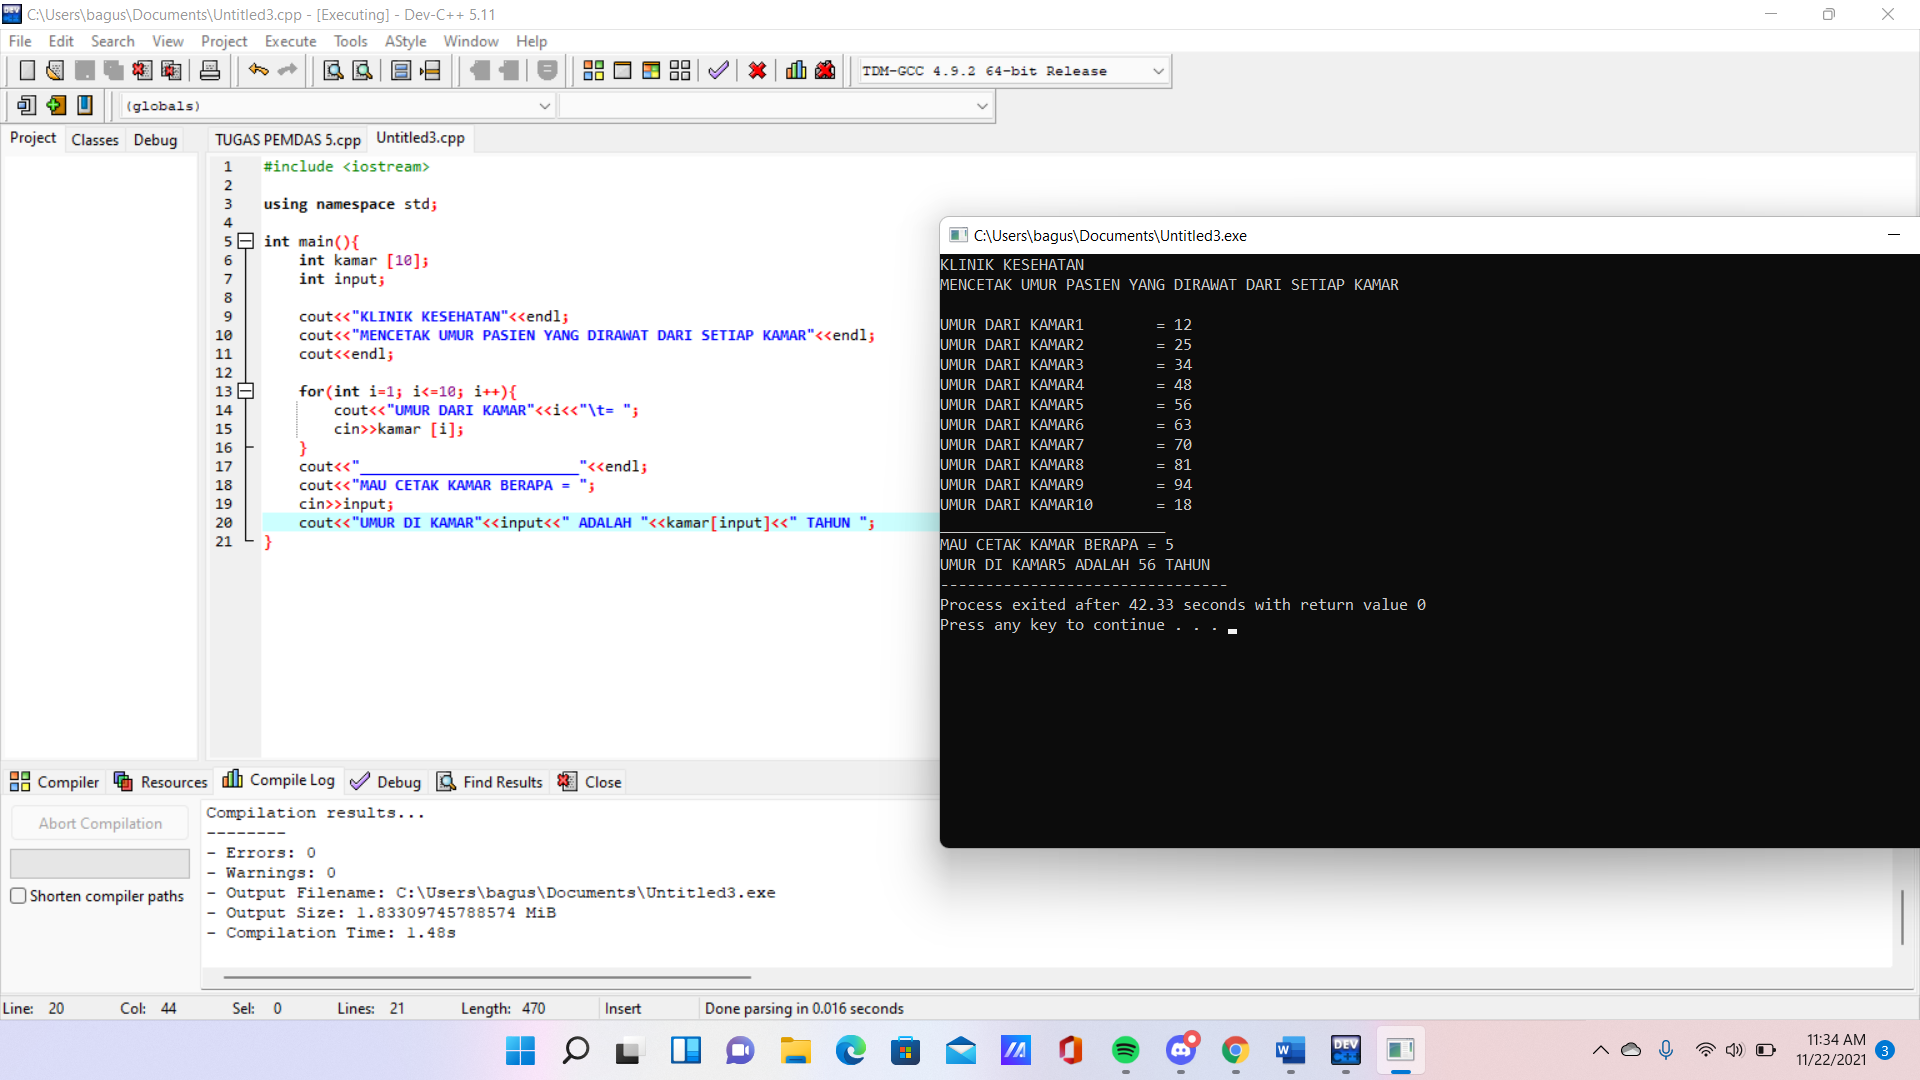 C:\Users\bagus\Documents\Untitled3.cpp - [Executing] - Dev-C++ 5.11
File Edit Search View Project Execute Tools AStyle Window Help
TDM-GCC 4.9.2 64-bit Release
(globals)
Project Classes Debug
TUGAS PEMDAS 5.cpp Untitled3.cpp
1 #include <iostream>
2
3 using namespace std;
4
5 int main(){
6 int kamar [10];
7 int input;
8
9 cout<<"KLINIK KESEHATAN"<<endl;
10 cout<<"MENCETAK UMUR PASIEN YANG DIRAWAT DARI SETIAP KAMAR"<<endl;
11 cout<<endl;
12
13 for(int i=1; i<=10; i++){
14 cout<<"UMUR DARI KAMAR"<<i<<"\t= ";
15 cin>>kamar [i];
16 }
17 cout<<"_________________________"<<endl;
18 cout<<"MAU CETAK KAMAR BERAPA = ";
19 cin>>input;
20 cout<<"UMUR DI KAMAR"<<input<<" ADALAH "<<kamar[input]<<" TAHUN ";
21 }
C:\Users\bagus\Documents\Untitled3.exe
KLINIK KESEHATAN
MENCETAK UMUR PASIEN YANG DIRAWAT DARI SETIAP KAMAR
UMUR DARI KAMAR1 = 12
UMUR DARI KAMAR2 = 25
UMUR DARI KAMAR3 = 34
UMUR DARI KAMAR4 = 48
UMUR DARI KAMAR5 = 56
UMUR DARI KAMAR6 = 63
UMUR DARI KAMAR7 = 70
UMUR DARI KAMAR8 = 81
UMUR DARI KAMAR9 = 94
UMUR DARI KAMAR10 = 18
_________________________
MAU CETAK KAMAR BERAPA = 5
UMUR DI KAMAR5 ADALAH 56 TAHUN
--------------------------------
Process exited after 42.33 seconds with return value 0
Press any key to continue . . .
Compiler Resources Compile Log Debug Find Results Close
Abort Compilation
Shorten compiler paths
Compilation results...
--------
- Errors: 0
- Warnings: 0
- Output Filename: C:\Users\bagus\Documents\Untitled3.exe
- Output Size: 1.83309745788574 MiB
- Compilation Time: 1.48s
Line: 20 Col: 44 Sel: 0 Lines: 21 Length: 470 Insert Done parsing in 0.016 seconds
DEV C++
11:34 AM
11/22/2021
3